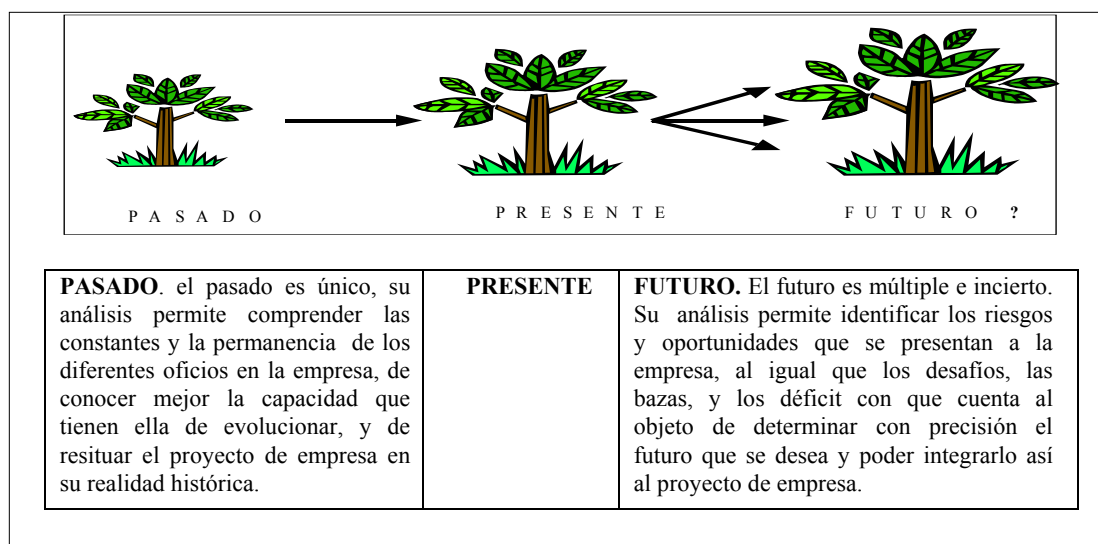 P A S A D O
P R E S E N T E
F U T U R O ?
PASADO. el pasado es único, su
análisis permite comprender las
constantes y la permanencia de los
diferentes oficios en la empresa, de
conocer mejor la capacidad que
tienen ella de evolucionar, y de
resituar el proyecto de empresa en
su realidad histórica.
PRESENTE
FUTURO. El futuro es múltiple e incierto.
Su análisis permite identificar los riesgos
y oportunidades que se presentan a la
empresa, al igual que los desafíos, las
bazas, y los déficit con que cuenta al
objeto de determinar con precisión el
futuro que se desea y poder integrarlo así
al proyecto de empresa.